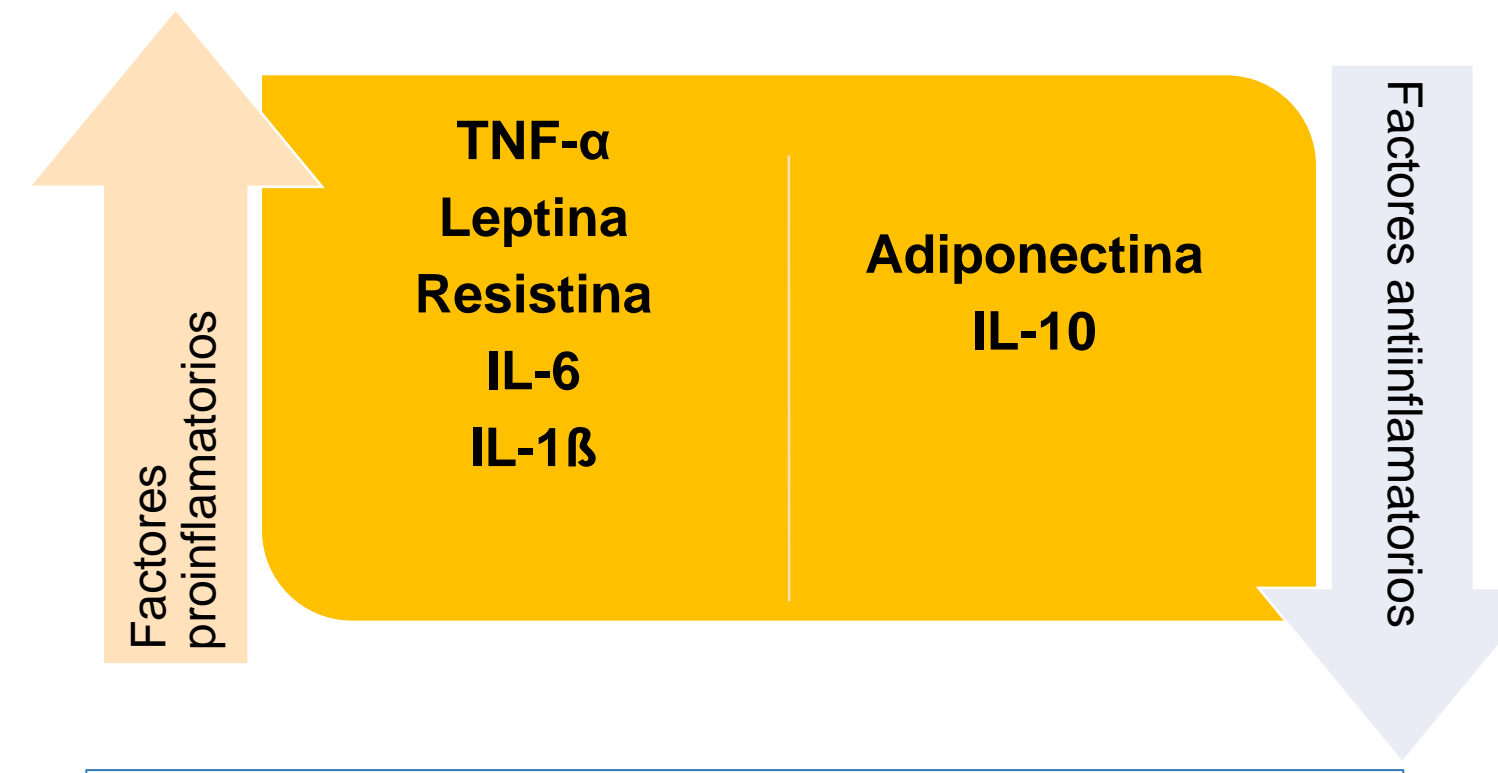 Factores
proinflamatorios
TNF-α
Leptina
Resistina
IL-6
IL-1ß
Adiponectina
IL-10
Factores antiinflamatorios